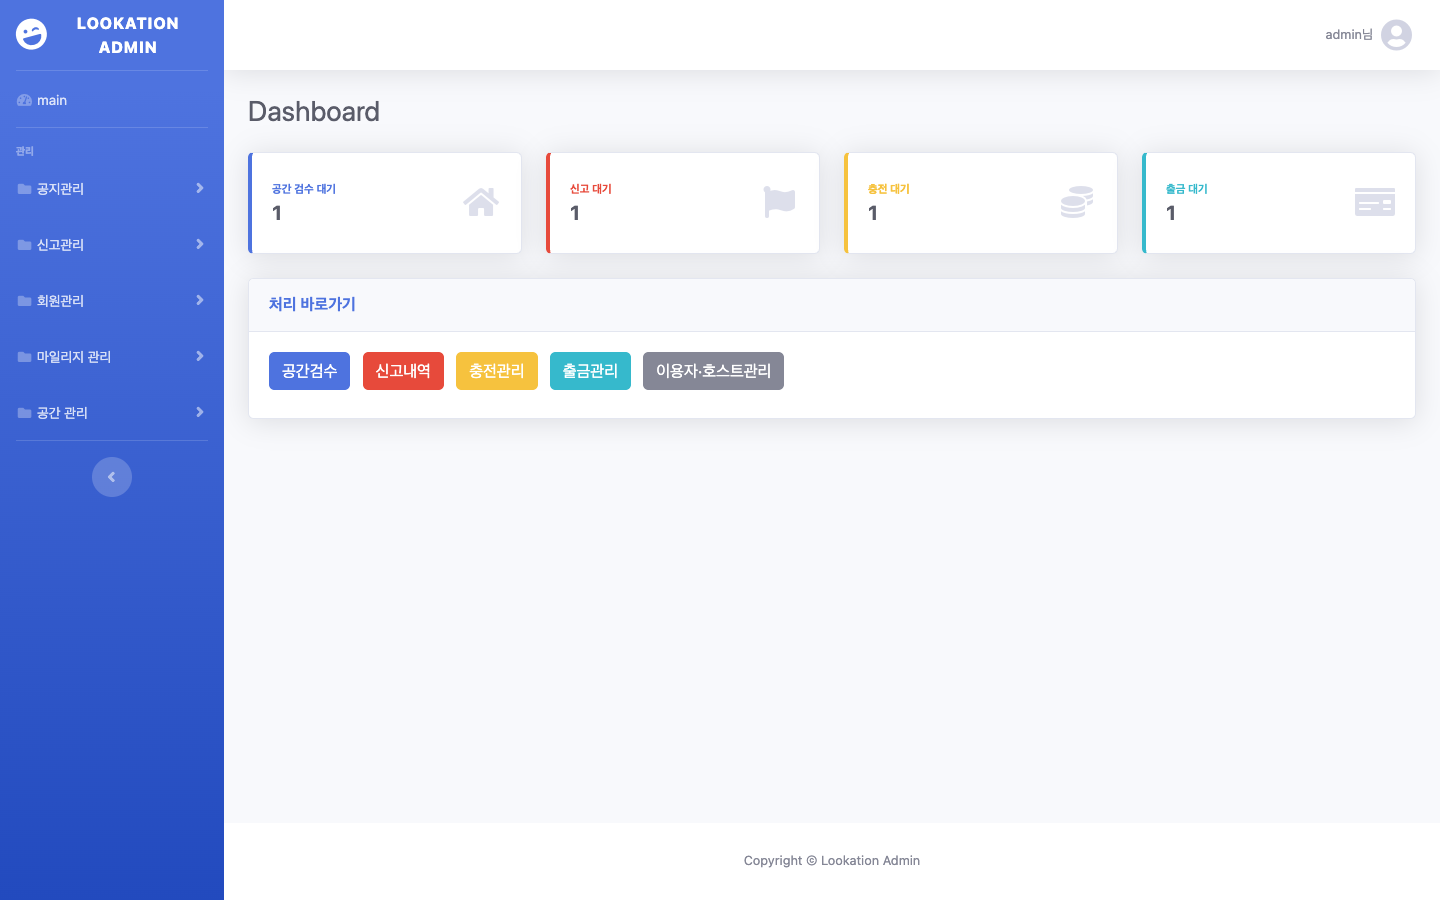 LOOKATION
ADMIN
admin님
main
관리
공지관리
신고관리
회원관리
마일리지 관리
공간 관리
Dashboard
공간 검수 대기
1
신고 대기
1
충전 대기
1
출금 대기
1
처리 바로가기
공간검수
신고내역
충전관리
출금관리
이용자·호스트관리
Copyright © Lookation Admin